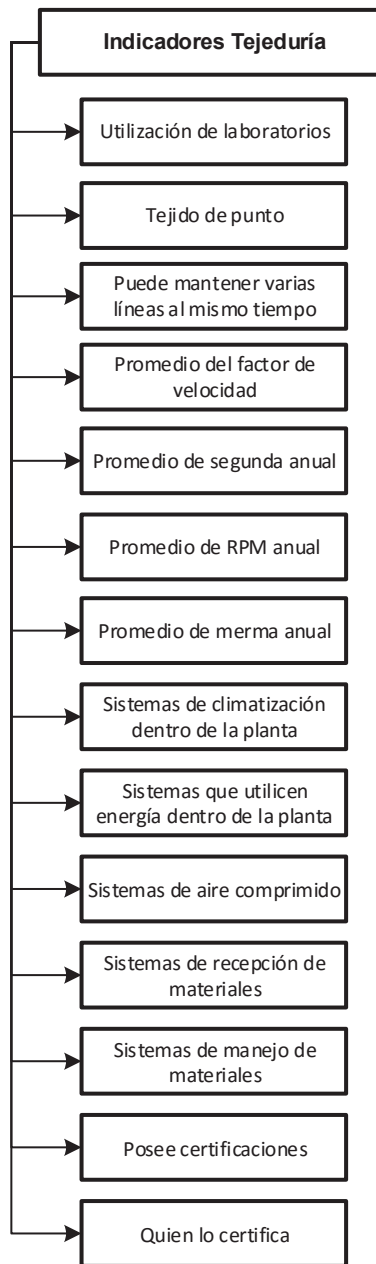 Indicadores Tejeduría
Utilización de laboratorios
Tejido de punto
Puede mantener varias
líneas al mismo tiempo
Promedio del factor de
velocidad
Promedio de segunda anual
Promedio de RPM anual
Promedio de merma anual
Sistemas de climatización
dentro de la planta
Sistemas que utilicen
energía dentro de la planta
Sistemas de aire comprimido
Sistemas de recepción de
materiales
Sistemas de manejo de
materiales
Posee certificaciones
Quien lo certifica